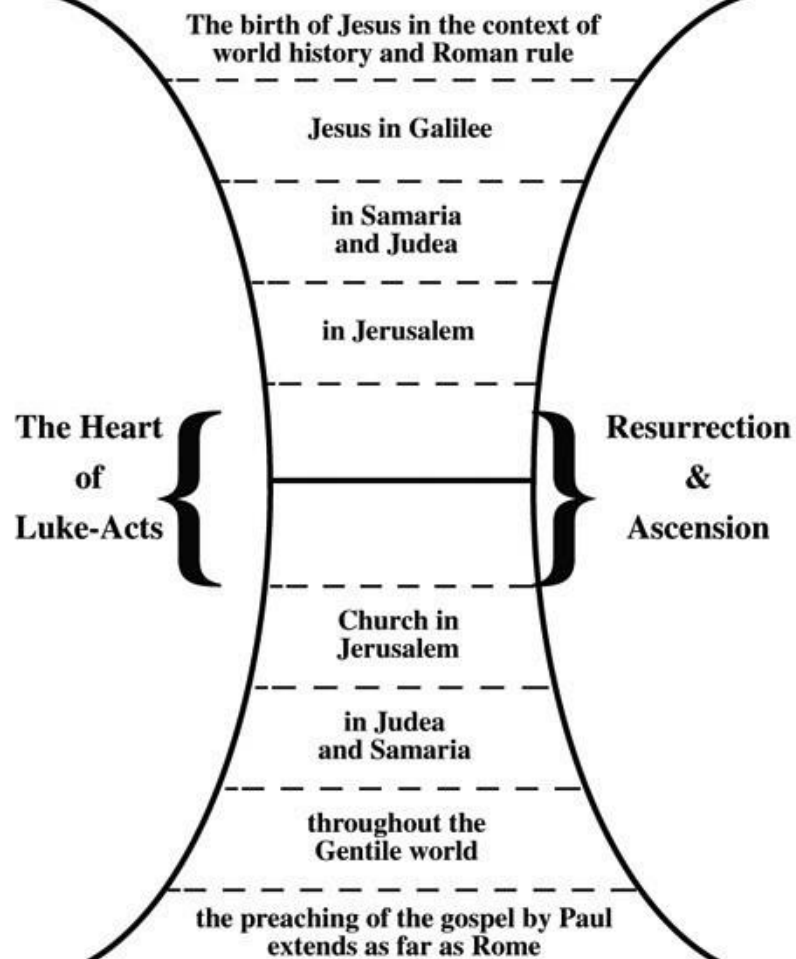 The birth of Jesus in the context of
world history and Roman rule
Jesus in Galilee
in Samaria
and Judea
in Jerusalem
The Heart
of
Luke-Acts
Resurrection
&
Ascension
Church in
Jerusalem
in Judea
and Samaria
throughout the
Gentile world
the preaching of the gospel by Paul
extends as far as Rome